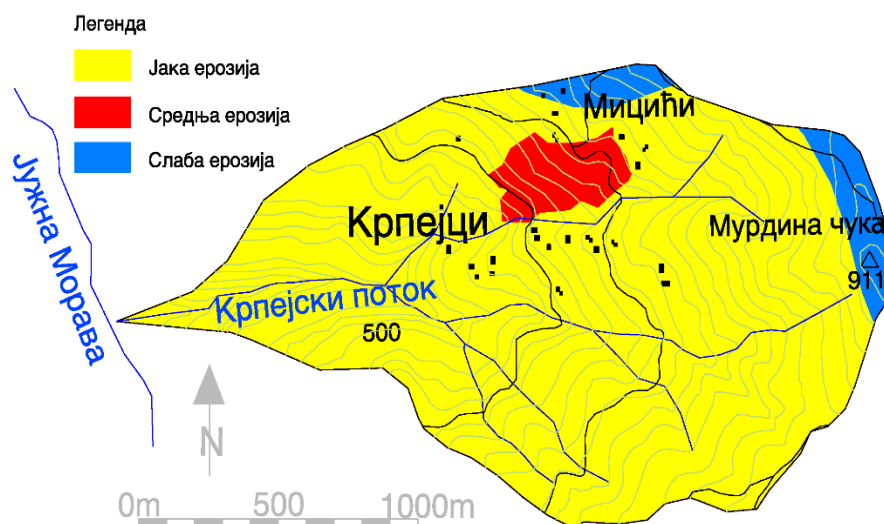 Легенда
Јака ерозија
Средња ерозија
Слаба ерозија
Мицићи
Јужна Морава
Крпејци
Мурдина чука
911
Крпејски поток
500
N
0m 500 1000m